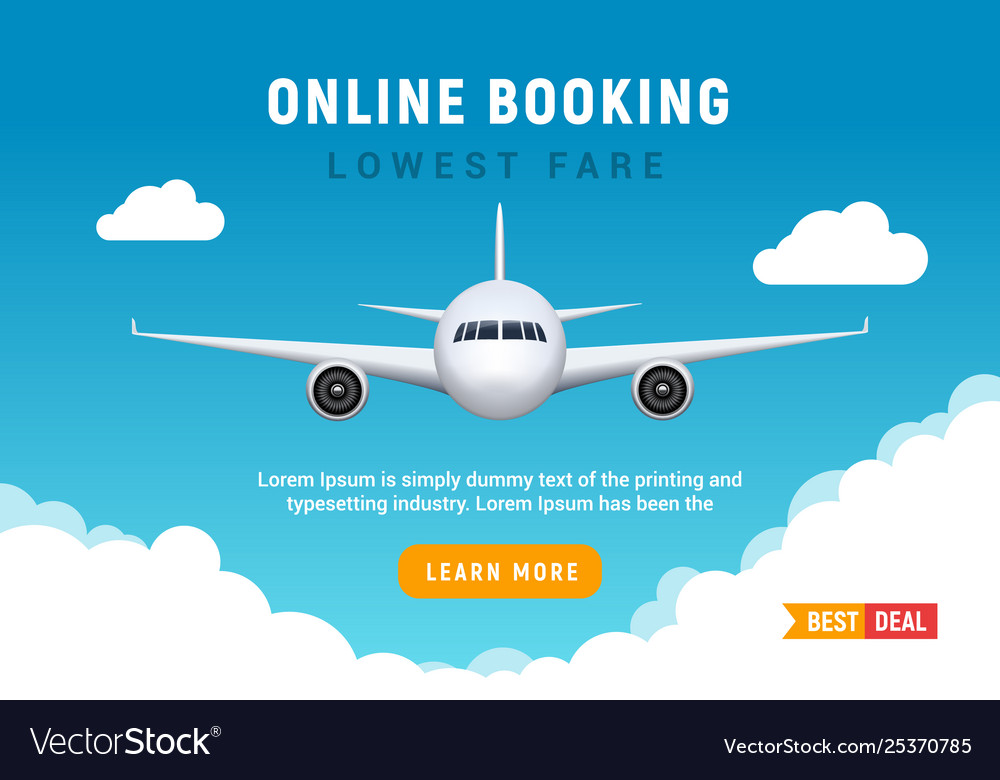 ONLINE BOOKING
LOWEST FARE
Lorem Ipsum is simply dummy text of the printing and
typesetting industry. Lorem Ipsum has been the
LEARN MORE
BEST DEAL
VectorStock®
VectorStock.com/25370785